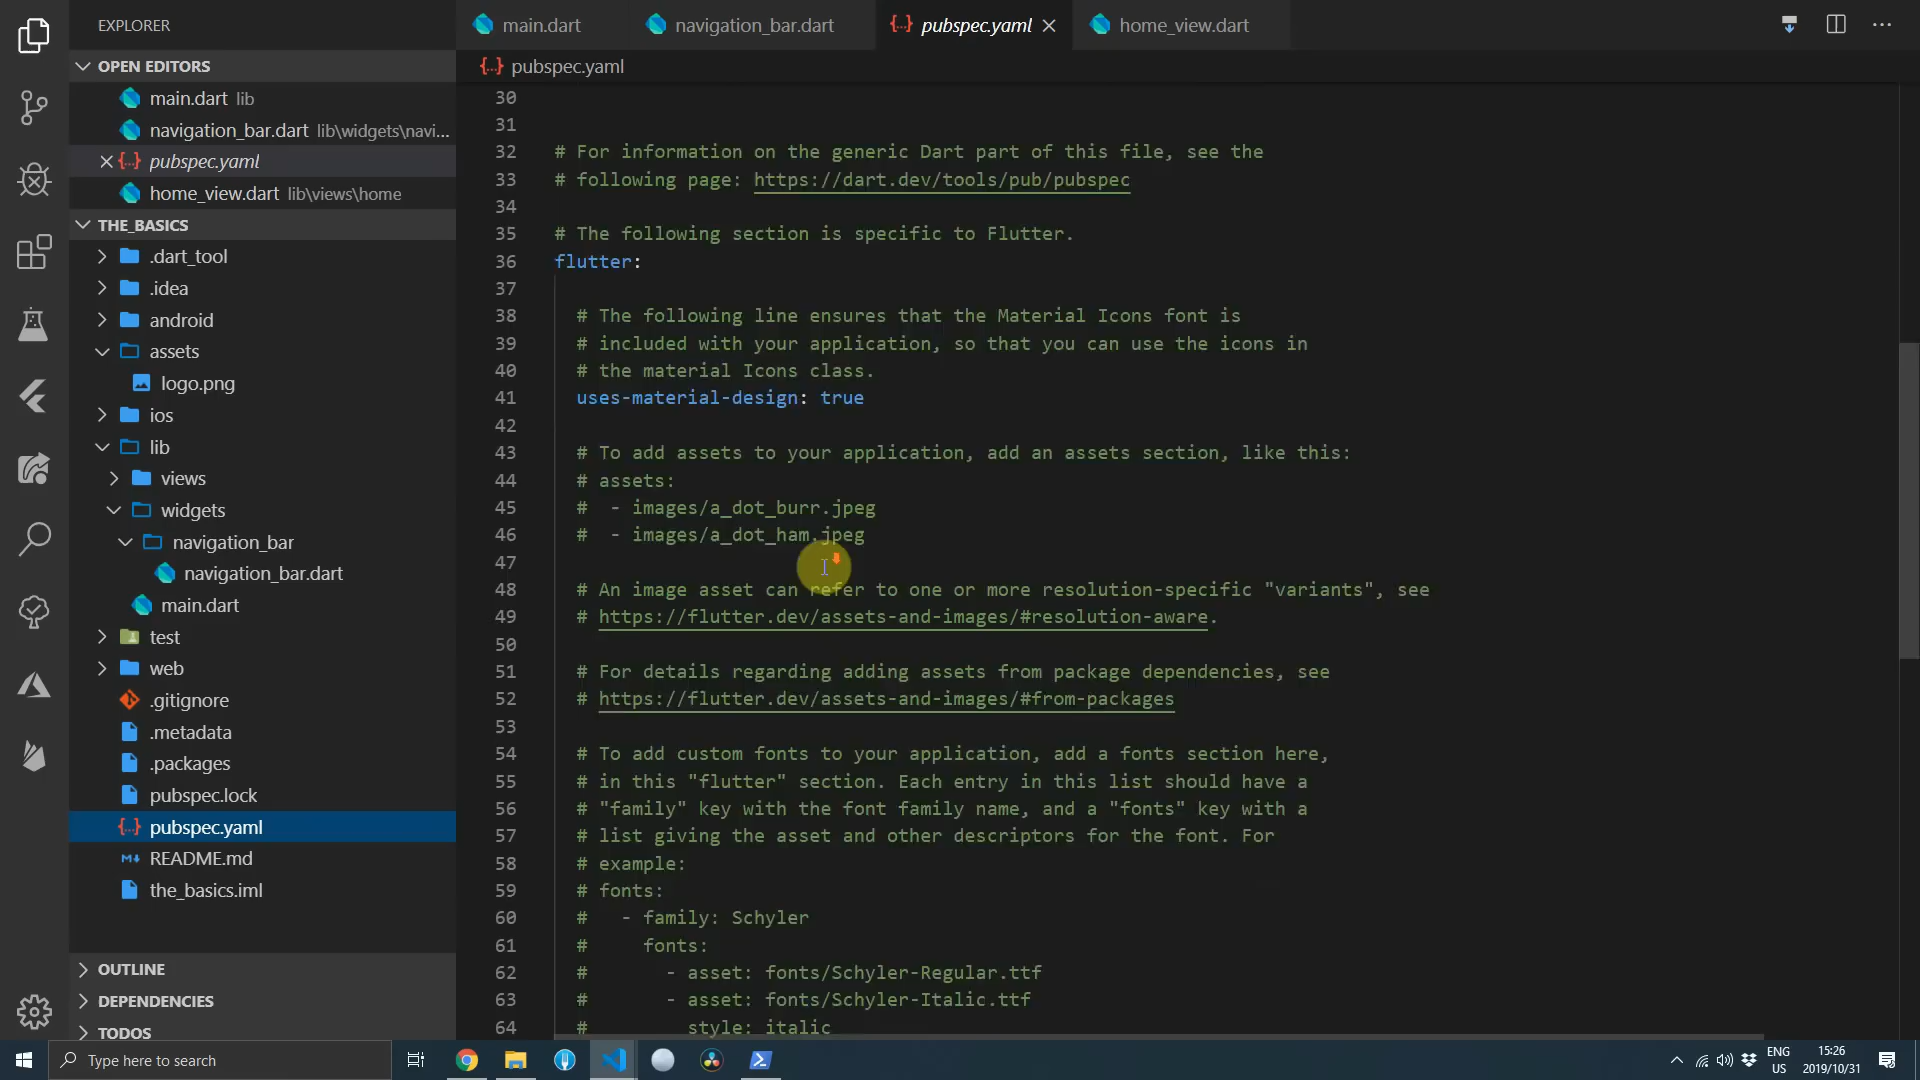 EXPLORER
OPEN EDITORS
main.dart lib
navigation_bar.dart lib\widgets\navi...
pubspec.yaml
home_view.dart lib\views\home
THE_BASICS
.dart_tool
.idea
android
assets
logo.png
ios
lib
views
widgets
navigation_bar
navigation_bar.dart
main.dart
test
web
.gitignore
.metadata
.packages
pubspec.lock
pubspec.yaml
README.md
the_basics.iml
OUTLINE
DEPENDENCIES
TODOS
main.dart
navigation_bar.dart
pubspec.yaml
home_view.dart
pubspec.yaml
30
31
32 # For information on the generic Dart part of this file, see the
33 # following page: https://dart.dev/tools/pub/pubspec
34
35 # The following section is specific to Flutter.
36 flutter:
37
38 # The following line ensures that the Material Icons font is
39 # included with your application, so that you can use the icons in
40 # the material Icons class.
41 uses-material-design: true
42
43 # To add assets to your application, add an assets section, like this:
44 # assets:
45 #  - images/a_dot_burr.jpeg
46 #  - images/a_dot_ham.jpeg
47
48 # An image asset can refer to one or more resolution-specific "variants", see
49 # https://flutter.dev/assets-and-images/#resolution-aware.
50
51 # For details regarding adding assets from package dependencies, see
52 # https://flutter.dev/assets-and-images/#from-packages
53
54 # To add custom fonts to your application, add a fonts section here,
55 # in this "flutter" section. Each entry in this list should have a
56 # "family" key with the font family name, and a "fonts" key with a
57 # list giving the asset and other descriptors for the font. For
58 # example:
59 # fonts:
60 #   - family: Schyler
61 #     fonts:
62 #       - asset: fonts/Schyler-Regular.ttf
63 #       - asset: fonts/Schyler-Italic.ttf
64 #         style: italic
Type here to search
ENG
US
15:26
2019/10/31